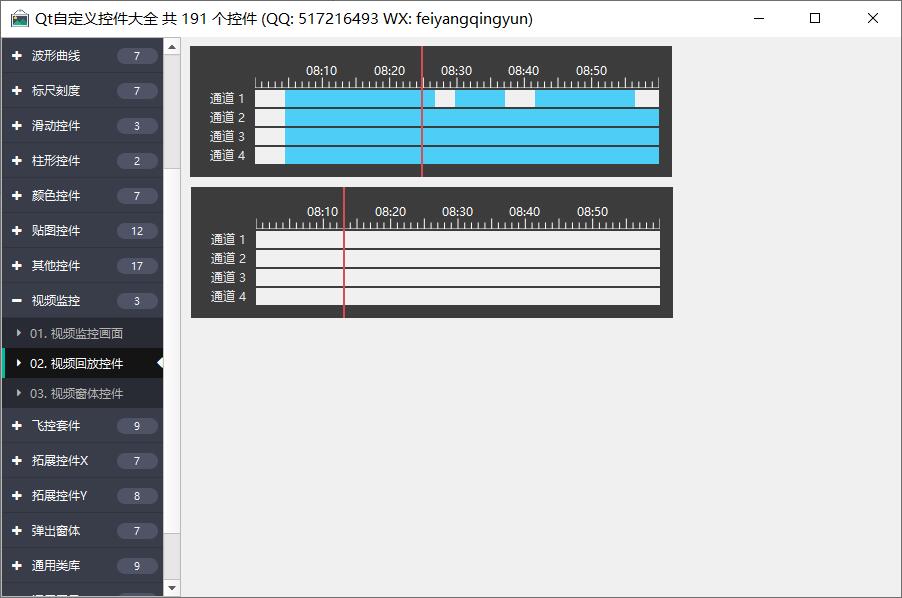 Qt自定义控件大全 共 191 个控件 (QQ: 517216493 WX: feiyangqingyun)
波形曲线 7
标尺刻度 7
滑动控件 3
柱形控件 2
颜色控件 7
贴图控件 12
其他控件 17
视频监控 3
01. 视频监控画面
02. 视频回放控件
03. 视频窗体控件
飞控套件 9
拓展控件X 7
拓展控件Y 8
弹出窗体 7
通用类库 9
08:10 08:20 08:30 08:40 08:50
通道 1
通道 2
通道 3
通道 4
08:10 08:20 08:30 08:40 08:50
通道 1
通道 2
通道 3
通道 4